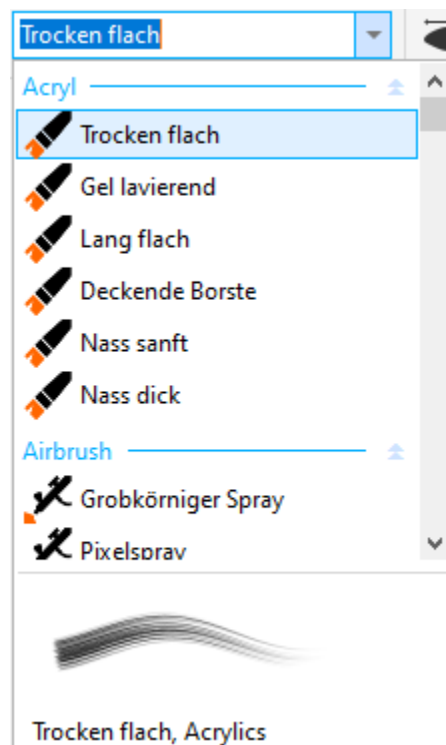 Trocken flach
Acryl
Trocken flach
Gel lavierend
Lang flach
Deckende Borste
Nass sanft
Nass dick
Airbrush
Grobkörniger Spray
Pixelspray
Trocken flach, Acrylics